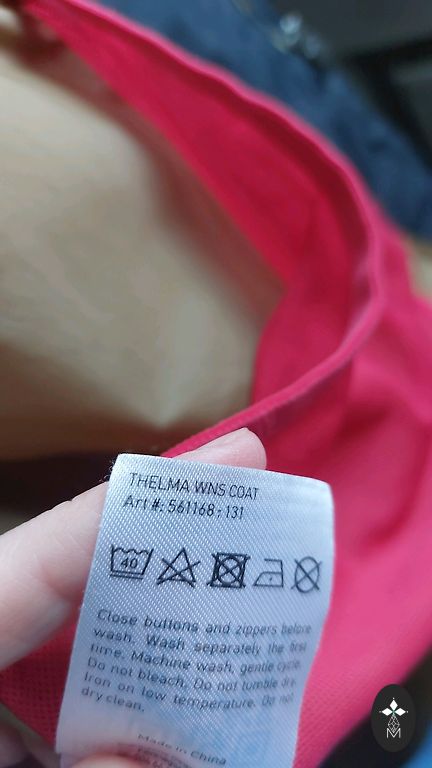 THELMA WNS COAT
Art #: 561168-131
40
Close buttons and zippers before
wash. Wash separately the first
time. Machine wash, gentle cycle.
Do not bleach. Do not tumble dry.
Iron on low temperature. Do not
dry clean.
Made in China
M